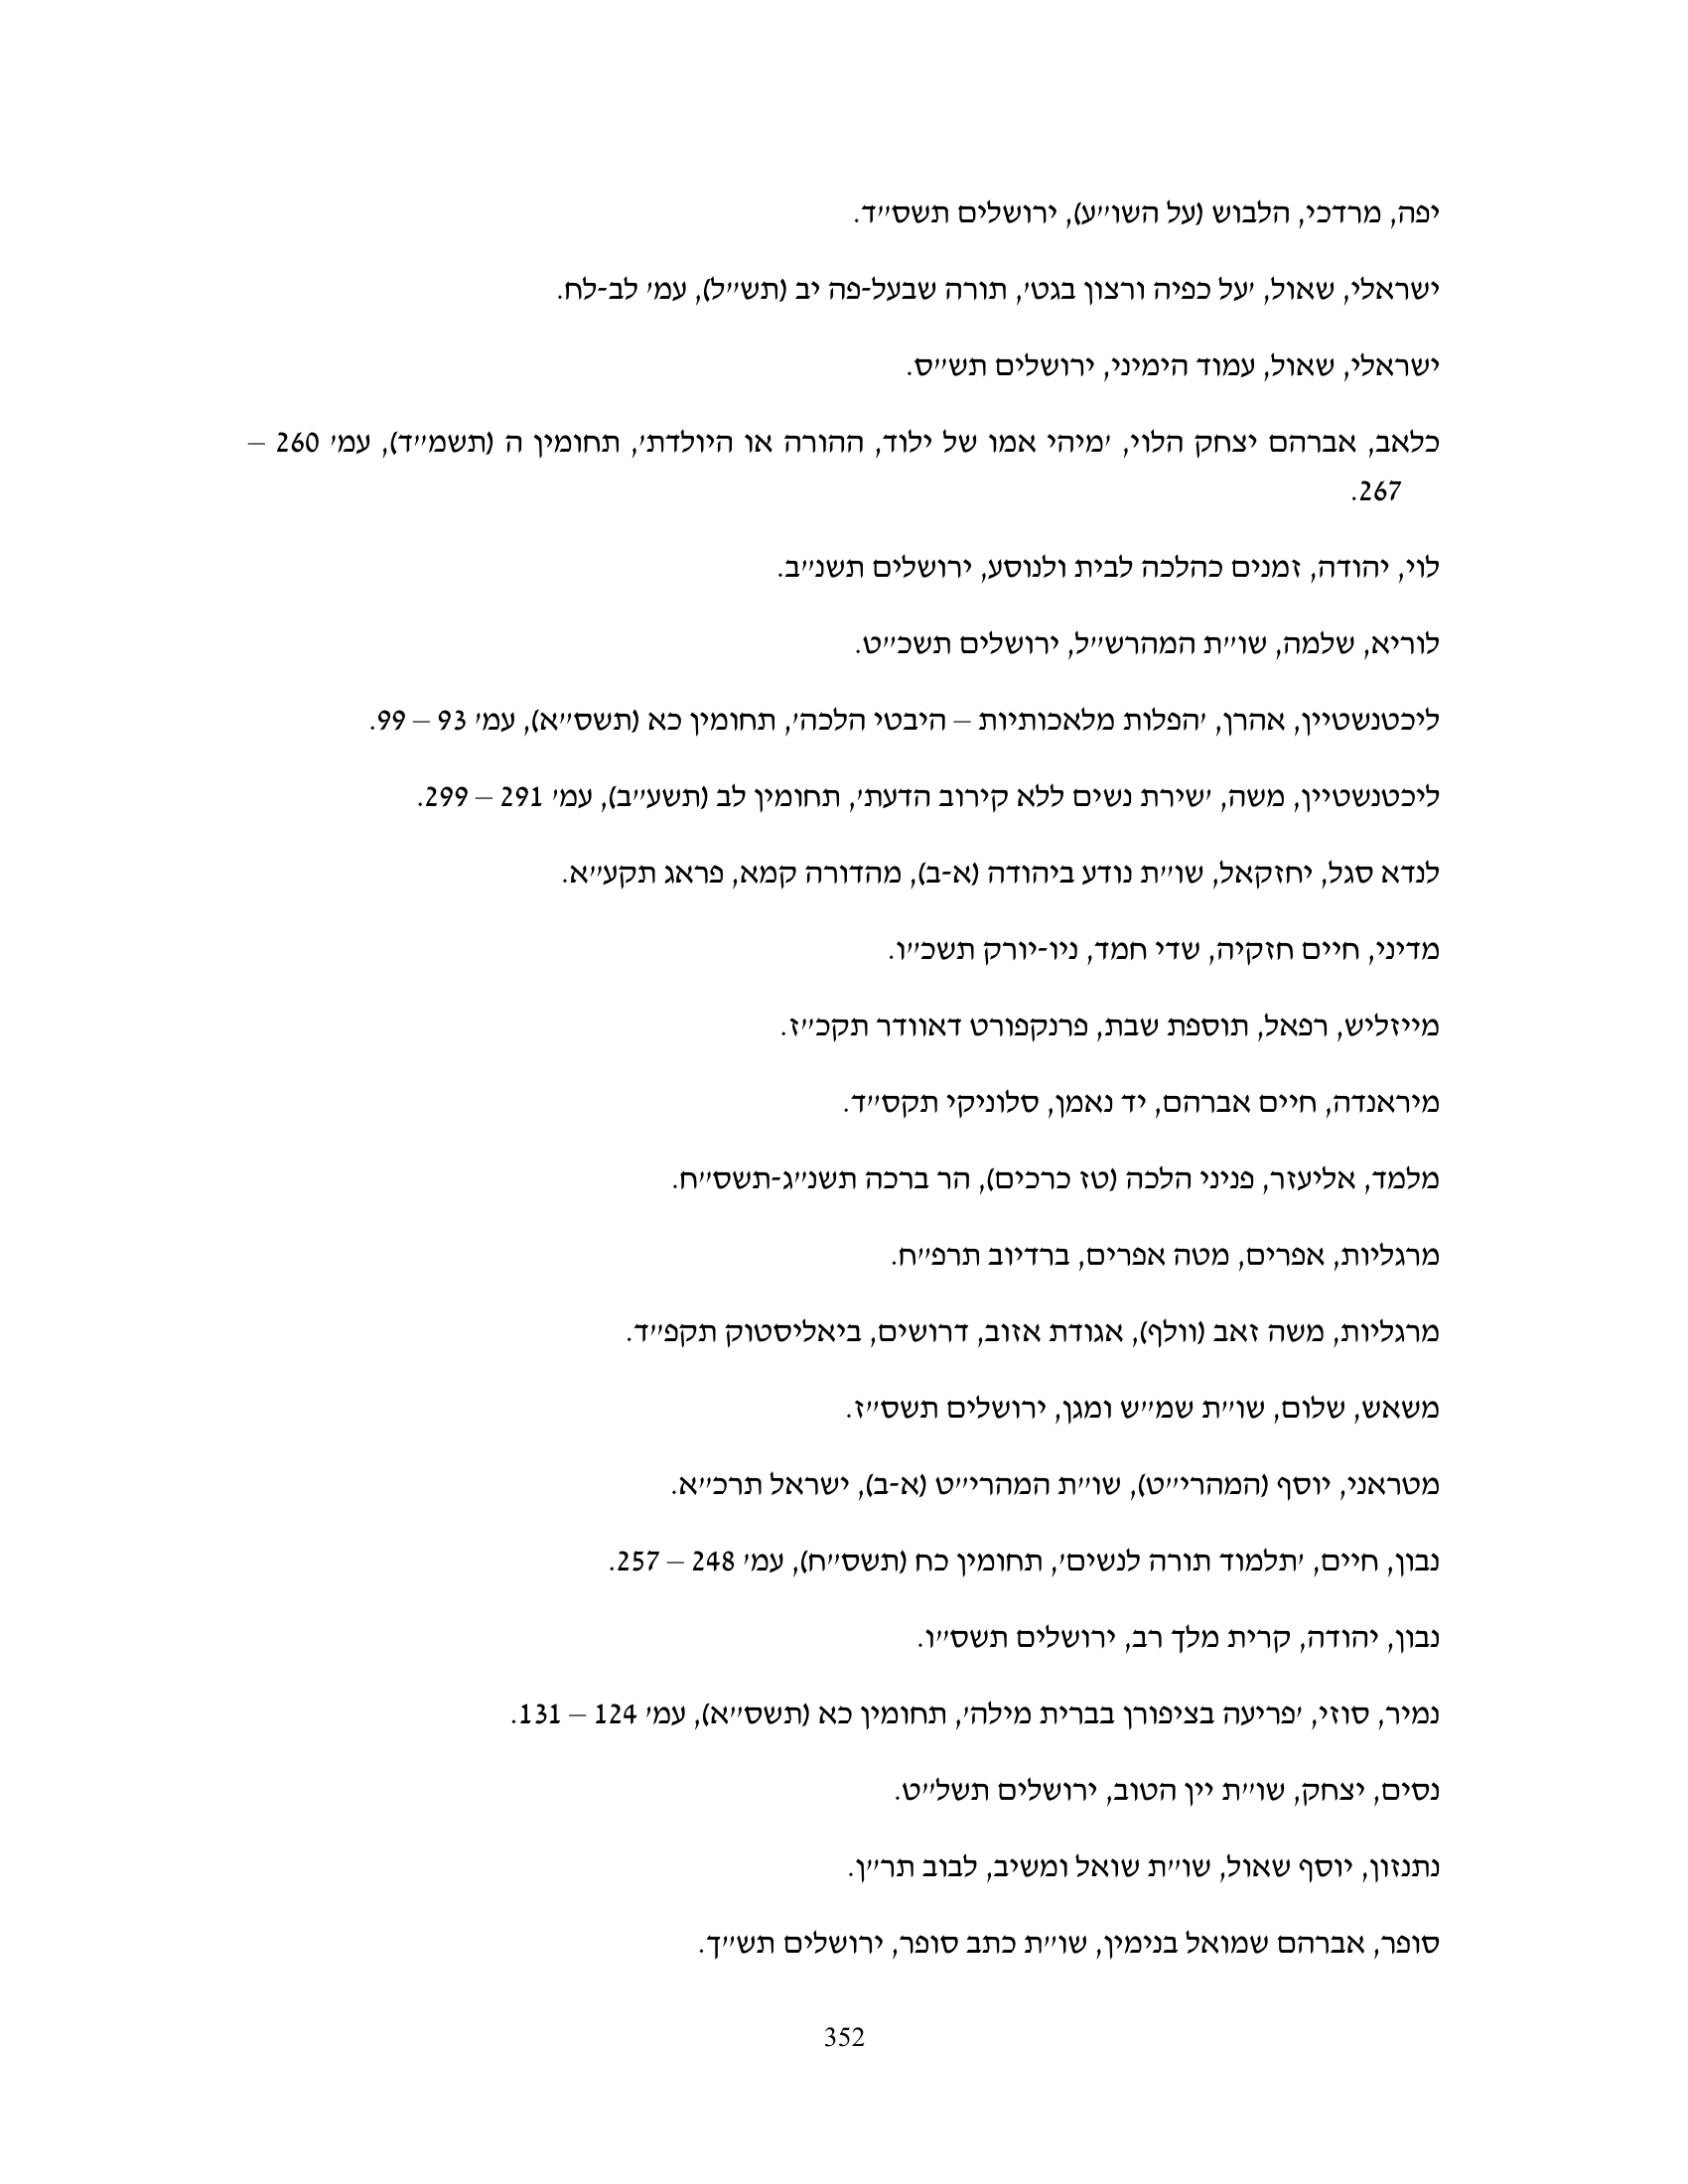 יפה, מרדכי, הלבוש (על השו״ע), ירושלים תשס״ד.
ישראלי, שאול, ׳על כפיה ורצון בגט׳, תורה שבעל-פה יב (תש״ל), עמ׳ לב-לח.
ישראלי, שאול, עמוד הימיני, ירושלים תש״ס.
כלאב, אברהם יצחק הלוי, ׳מיהי אמו של ילוד, ההורה או היולדת׳, תחומין ה (תשמ״ד), עמ׳ 260 –
267.
לוי, יהודה, זמנים כהלכה לבית ולנוסע, ירושלים תשנ״ב.
לוריא, שלמה, שו״ת המהרש״ל, ירושלים תשכ״ט.
ליכטנשטיין, אהרן, ׳הפלות מלאכותיות – היבטי הלכה׳, תחומין כא (תשס״א), עמ׳ 93 – 99.
ליכטנשטיין, משה, ׳שירת נשים ללא קירוב הדעת׳, תחומין לב (תשע״ב), עמ׳ 291 – 299.
לנדא סגל, יחזקאל, שו״ת נודע ביהודה (א-ב), מהדורה קמא, פראג תקע״א.
מדיני, חיים חזקיה, שדי חמד, ניו-יורק תשכ״ו.
מייזליש, רפאל, תוספת שבת, פרנקפורט דאוודר תקכ״ז.
מיראנדה, חיים אברהם, יד נאמן, סלוניקי תקס״ד.
מלמד, אליעזר, פניני הלכה (טז כרכים), הר ברכה תשנ״ג-תשס״ח.
מרגליות, אפרים, מטה אפרים, ברדיוב תרפ״ח.
מרגליות, משה זאב (וולף), אגודת אזוב, דרושים, ביאליסטוק תקפ״ד.
משאש, שלום, שו״ת שמ״ש ומגן, ירושלים תשס״ז.
מטראני, יוסף (המהרי״ט), שו״ת המהרי״ט (א-ב), ישראל תרכ״א.
נבון, חיים, ׳תלמוד תורה לנשים׳, תחומין כח (תשס״ח), עמ׳ 248 – 257.
נבון, יהודה, קרית מלך רב, ירושלים תשס״ו.
נמיר, סוזי, ׳פריעה בציפורן בברית מילה׳, תחומין כא (תשס״א), עמ׳ 124 – 131.
נסים, יצחק, שו״ת יין הטוב, ירושלים תשל״ט.
נתנזון, יוסף שאול, שו״ת שואל ומשיב, לבוב תר״ן.
סופר, אברהם שמואל בנימין, שו״ת כתב סופר, ירושלים תש״ך.
352